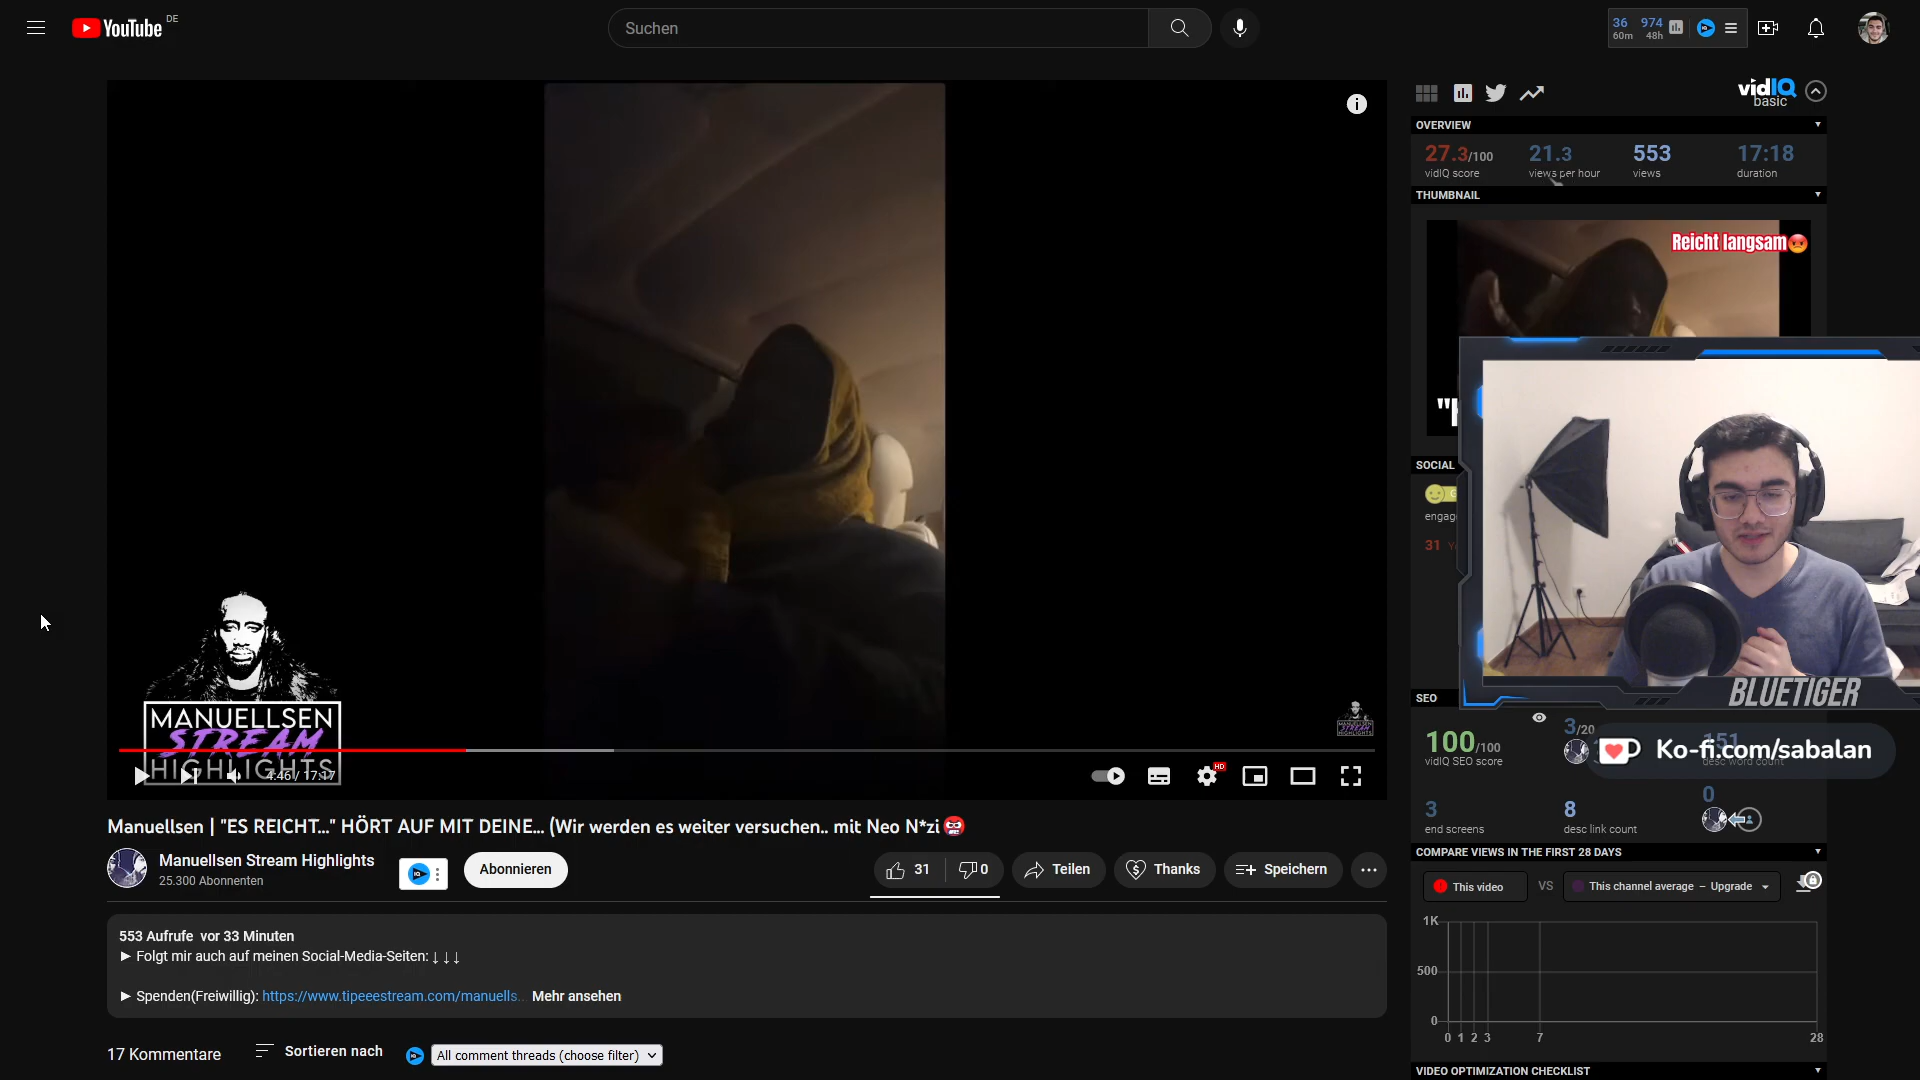 YouTube DE
Suchen
36 974
60m 48h
Reicht langsam
vidIQ
basic
OVERVIEW
27.3/100 21.3 553 17:18
vidIQ score views per hour views duration
THUMBNAIL
SOCIAL
31
SEO
100/100
vidIQ SEO score
3/20
151
desc word count
3
end screens
8
desc link count
0
BLUETIGER
Ko-fi.com/sabalan
MANUELLSEN
STREAM
HIGHLIGHTS
4:46 / 17:17
HD
Manuellsen | "ES REICHT..." HÖRT AUF MIT DEINE... (Wir werden es weiter versuchen.. mit Neo N*zi
Manuellsen Stream Highlights
25.300 Abonnenten
Abonnieren
31 0 Teilen Thanks Speichern
553 Aufrufe vor 33 Minuten
► Folgt mir auch auf meinen Social-Media-Seiten: ↓ ↓ ↓
► Spenden(Freiwillig): https://www.tipeeestream.com/manuells... Mehr ansehen
17 Kommentare Sortieren nach All comment threads (choose filter)
COMPARE VIEWS IN THE FIRST 28 DAYS
This video VS This channel average – Upgrade
1K
500
0
0 1 2 3 7 28
VIDEO OPTIMIZATION CHECKLIST